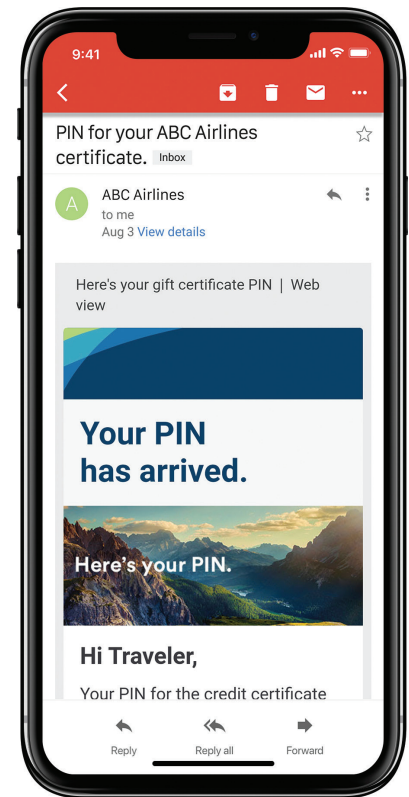 9:41
PIN for your ABC Airlines
certificate. Inbox
A
ABC Airlines
to me
Aug 3 View details
Here's your gift certificate PIN | Web
view
Your PIN
has arrived.
Here's your PIN.
Hi Traveler,
Your PIN for the credit certificate
Reply Reply all Forward